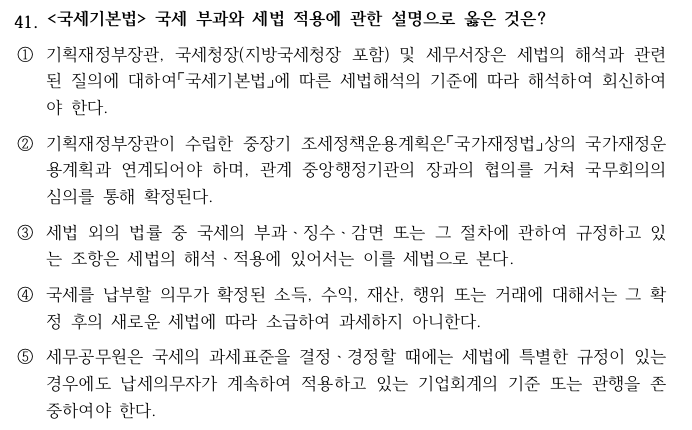 41. <국세기본법> 국세 부과와 세법 적용에 관한 설명으로 옳은 것은?
① 기획재정부장관, 국세청장(지방국세청장 포함) 및 세무서장은 세법의 해석과 관련
된 질의에 대하여「국세기본법」에 따른 세법해석의 기준에 따라 해석하여 회신하여
야 한다.
② 기획재정부장관이 수립한 중장기 조세정책운용계획은「국가재정법」상의 국가재정운
용계획과 연계되어야 하며, 관계 중앙행정기관의 장과의 협의를 거쳐 국무회의의
심의를 통해 확정된다.
③ 세법 외의 법률 중 국세의 부과ㆍ징수ㆍ감면 또는 그 절차에 관하여 규정하고 있
는 조항은 세법의 해석ㆍ적용에 있어서는 이를 세법으로 본다.
④ 국세를 납부할 의무가 확정된 소득, 수익, 재산, 행위 또는 거래에 대해서는 그 확
정 후의 새로운 세법에 따라 소급하여 과세하지 아니한다.
⑤ 세무공무원은 국세의 과세표준을 결정ㆍ경정할 때에는 세법에 특별한 규정이 있는
경우에도 납세의무자가 계속하여 적용하고 있는 기업회계의 기준 또는 관행을 존
중하여야 한다.